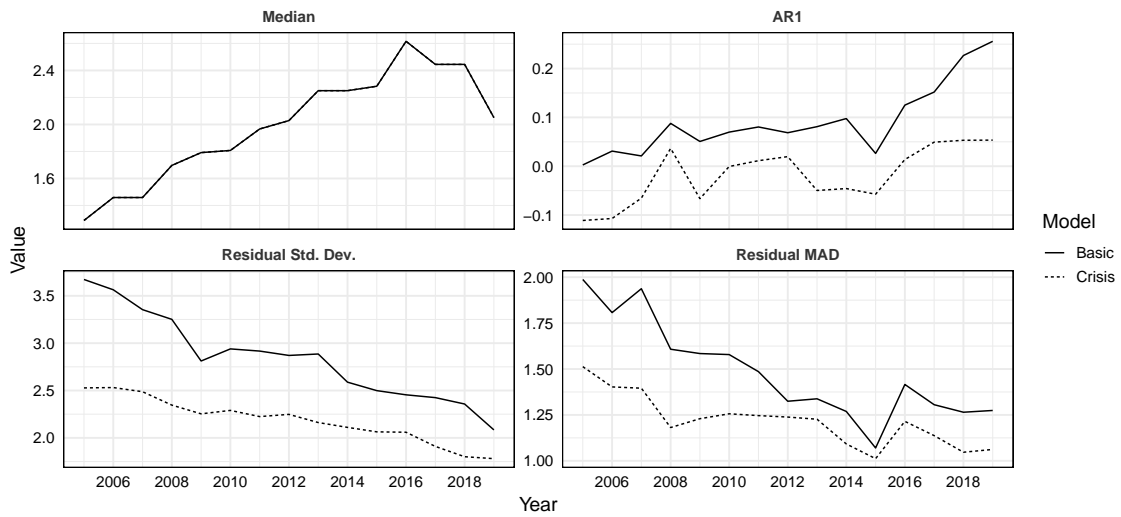 Median
AR1
2.4
2.0
1.6
0.2
0.1
0.0
−0.1
Value
Residual Std. Dev.
Residual MAD
3.5
3.0
2.5
2.0
2.00
1.75
1.50
1.25
1.00
2006 2008 2010 2012 2014 2016 2018
2006 2008 2010 2012 2014 2016 2018
Year
Model
Basic
Crisis